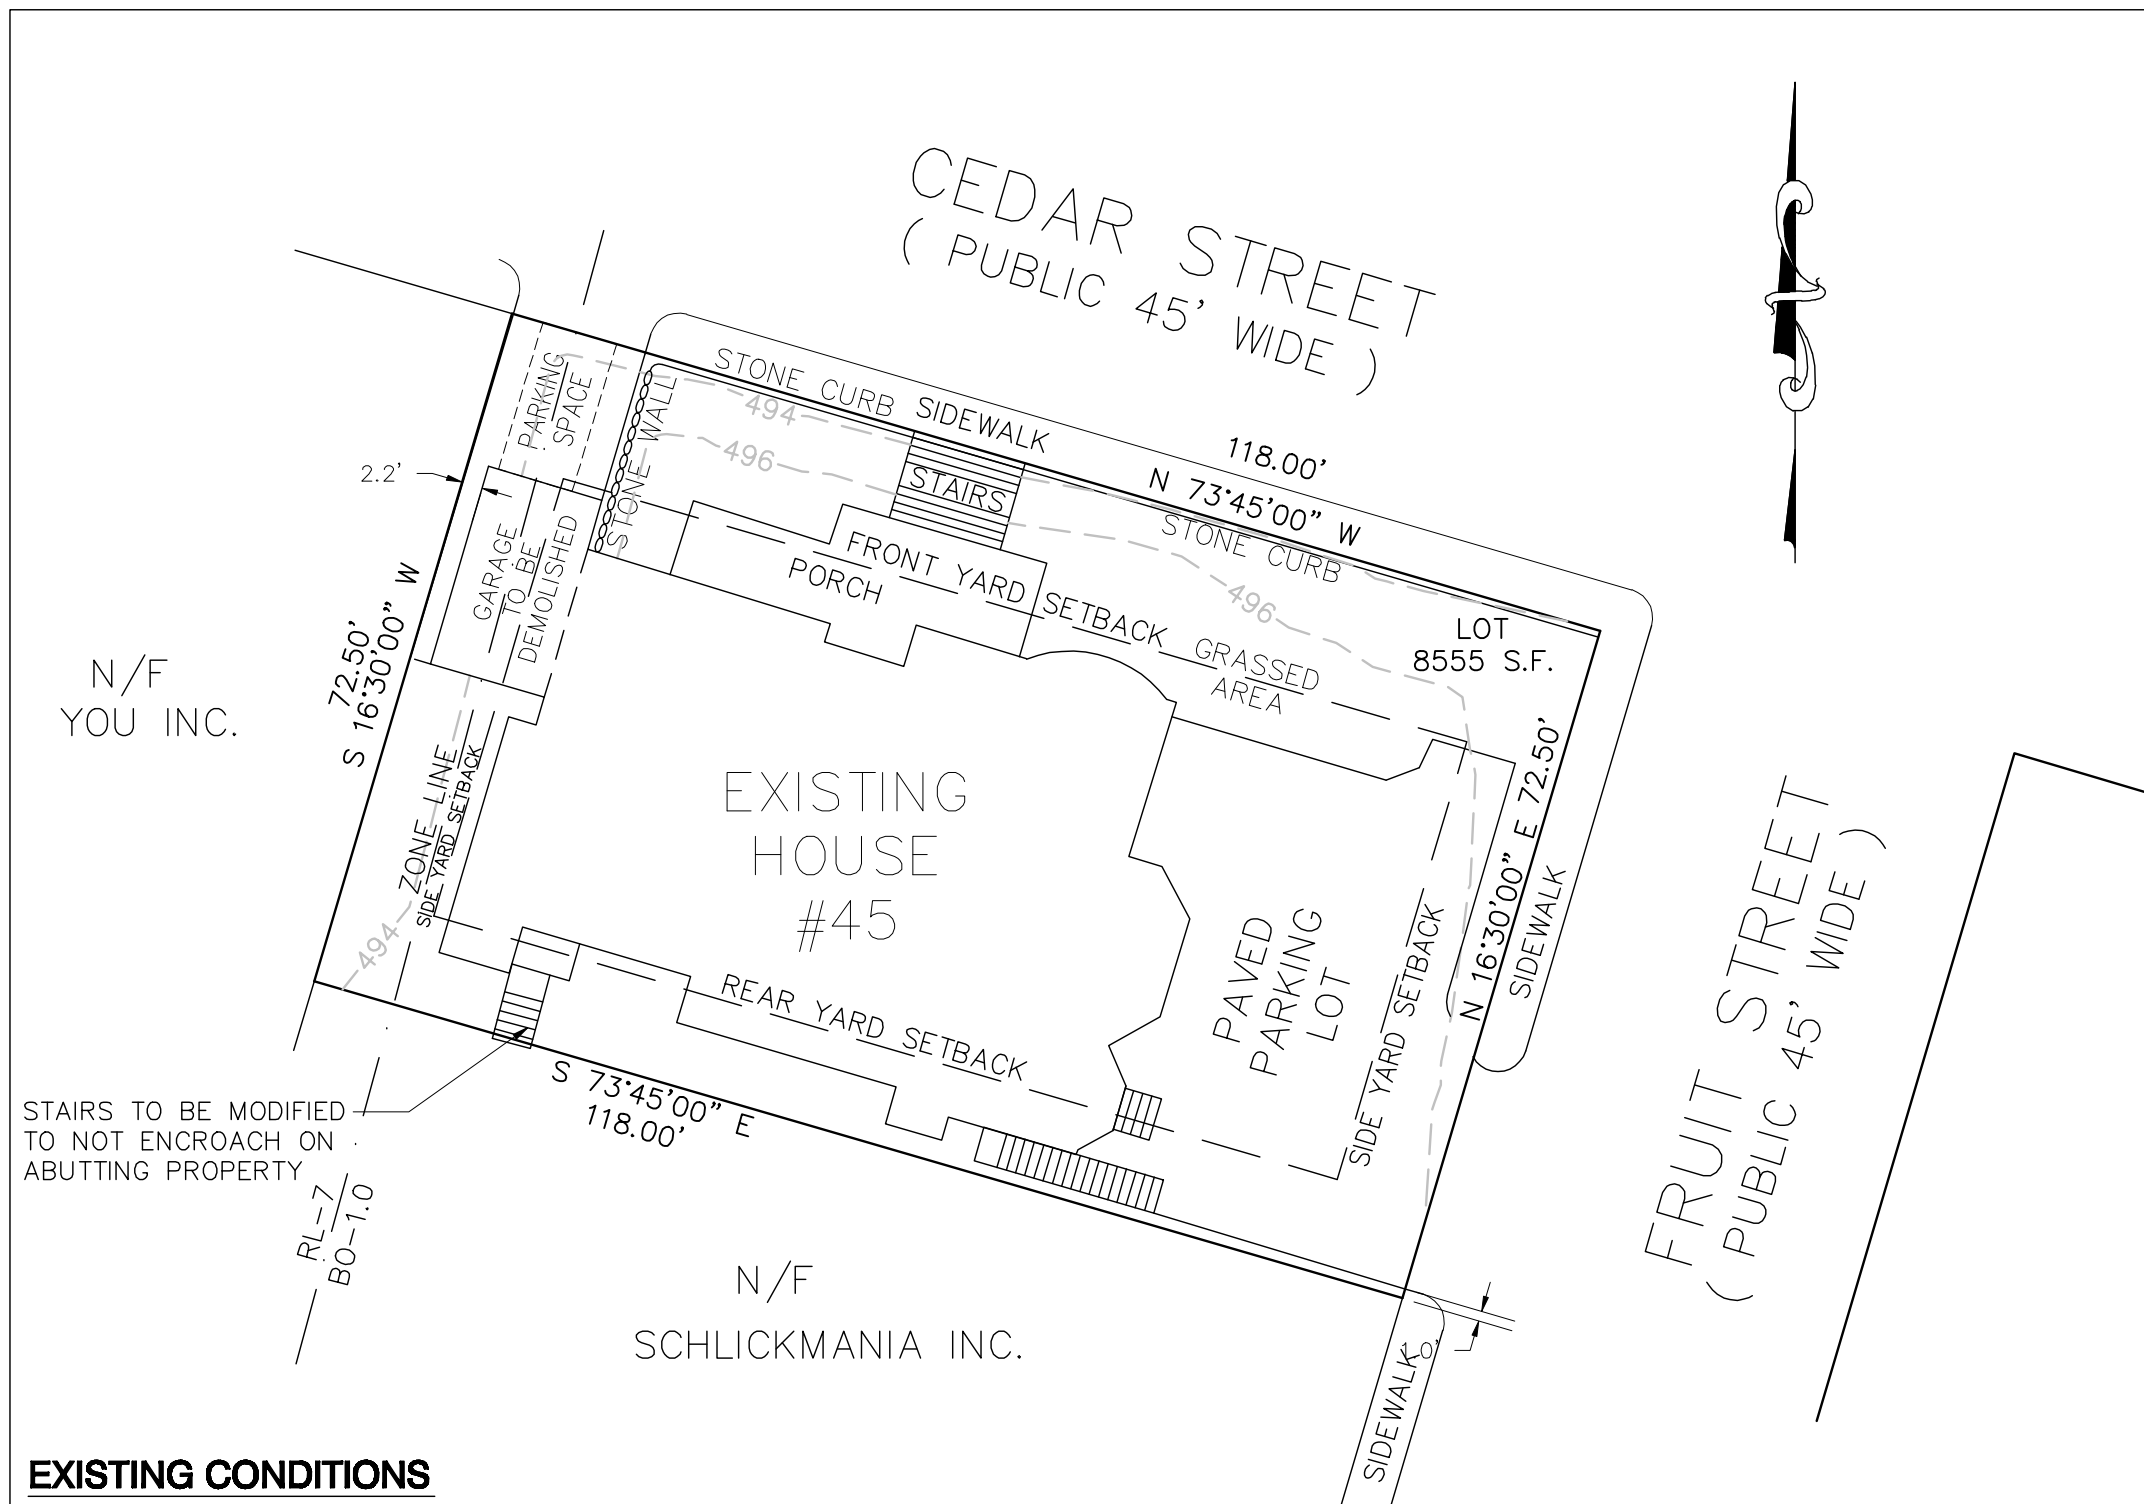 CEDAR STREET
( PUBLIC 45' WIDE )
STONE CURB
SIDEWALK
118.00'
N 73°45'00" W
STONE CURB
PARKING
SPACE
STONE WALL
494
496
STAIRS
2.2'
GARAGE
TO BE
DEMOLISHED
FRONT YARD SETBACK
PORCH
496
GRASSED
AREA
LOT
8555 S.F.
72.50'
S 16°30'00" W
N/F
YOU INC.
ZONE LINE
SIDE YARD SETBACK
494
EXISTING
HOUSE
#45
PAVED
PARKING
LOT
SIDE YARD SETBACK
N 16°30'00" E 72.50'
SIDEWALK
FRUIT STREET
( PUBLIC 45' WIDE )
REAR YARD SETBACK
S 73°45'00" E
118.00'
STAIRS TO BE MODIFIED
TO NOT ENCROACH ON
ABUTTING PROPERTY
RL-7
BO-1.0
N/F
SCHLICKMANIA INC.
SIDEWALK
EXISTING CONDITIONS